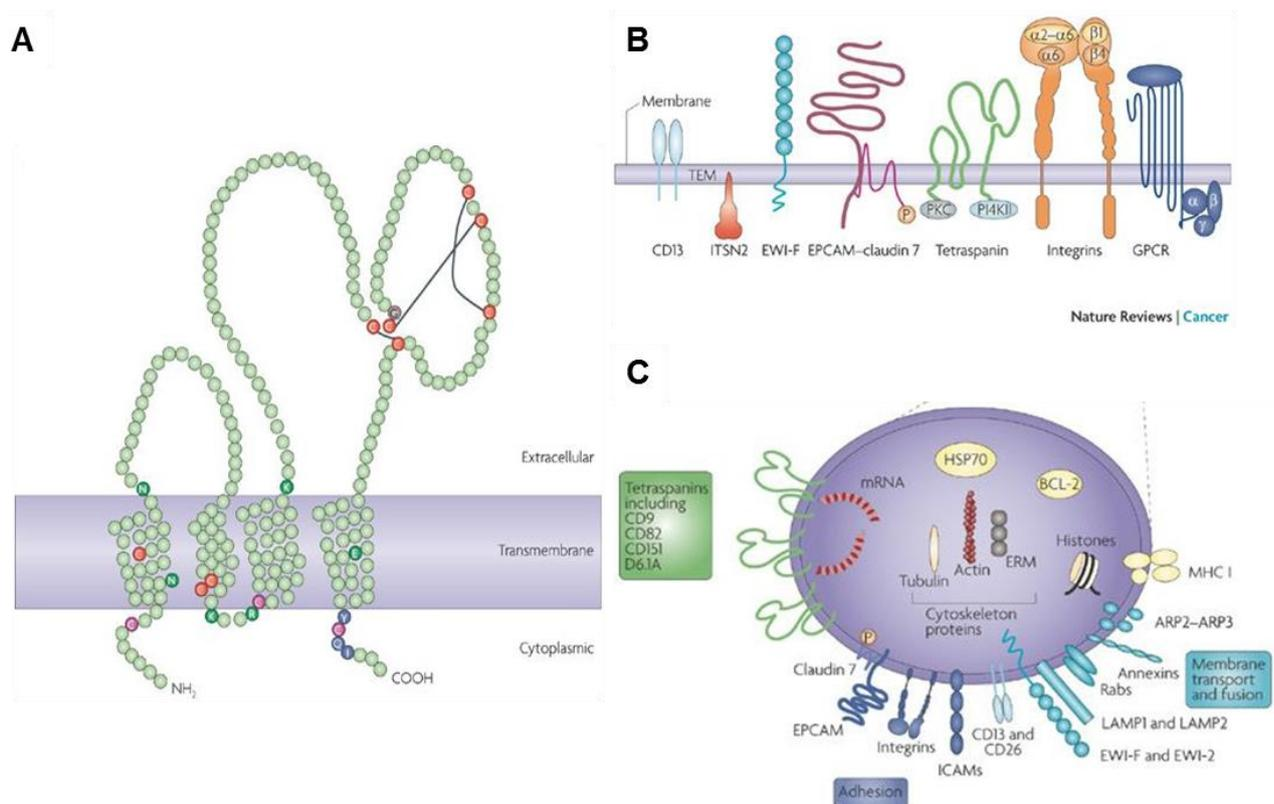 A
Extracellular
Transmembrane
Cytoplasmic
N
K
N
E
K
R
NH₂
COOH
B
Membrane
TEM
α2–α6
α6
β1
β4
P
PKC
PI4KII
α
β
γ
CD13
ITSN2
EWI-F
EPCAM–claudin 7
Tetraspanin
Integrins
GPCR
Nature Reviews | Cancer
C
Tetraspanins
including
CD9
CD82
CD151
D6.1A
mRNA
HSP70
BCL-2
Tubulin
Actin
ERM
Cytoskeleton
proteins
Histones
MHC I
ARP2–ARP3
Annexins
Rabs
Membrane
transport
and fusion
LAMP1 and LAMP2
EWI-F and EWI-2
P
Claudin 7
EPCAM
Integrins
ICAMs
CD13 and
CD26
Adhesion